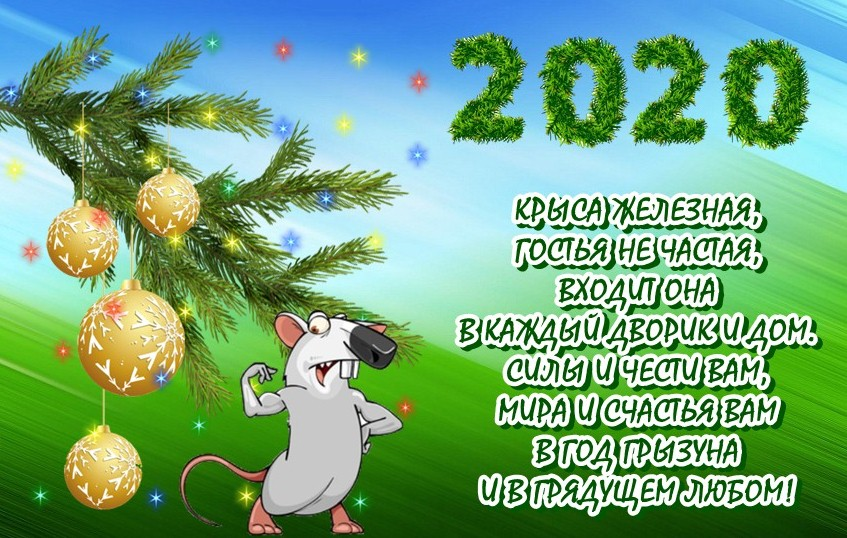 2020
КРЫСА ЖЕЛЕЗНАЯ,
ГОСТЬЯ НЕ ЧАСТАЯ,
ВХОДИТ ОНА
В КАЖДЫЙ ДВОРИК И ДОМ.
СИЛЫ И ЧЕСТИ ВАМ,
МИРА И СЧАСТЬЯ ВАМ
В ГОД ГРЫЗУНА
И В ГРЯДУЩЕМ ЛЮБОМ!